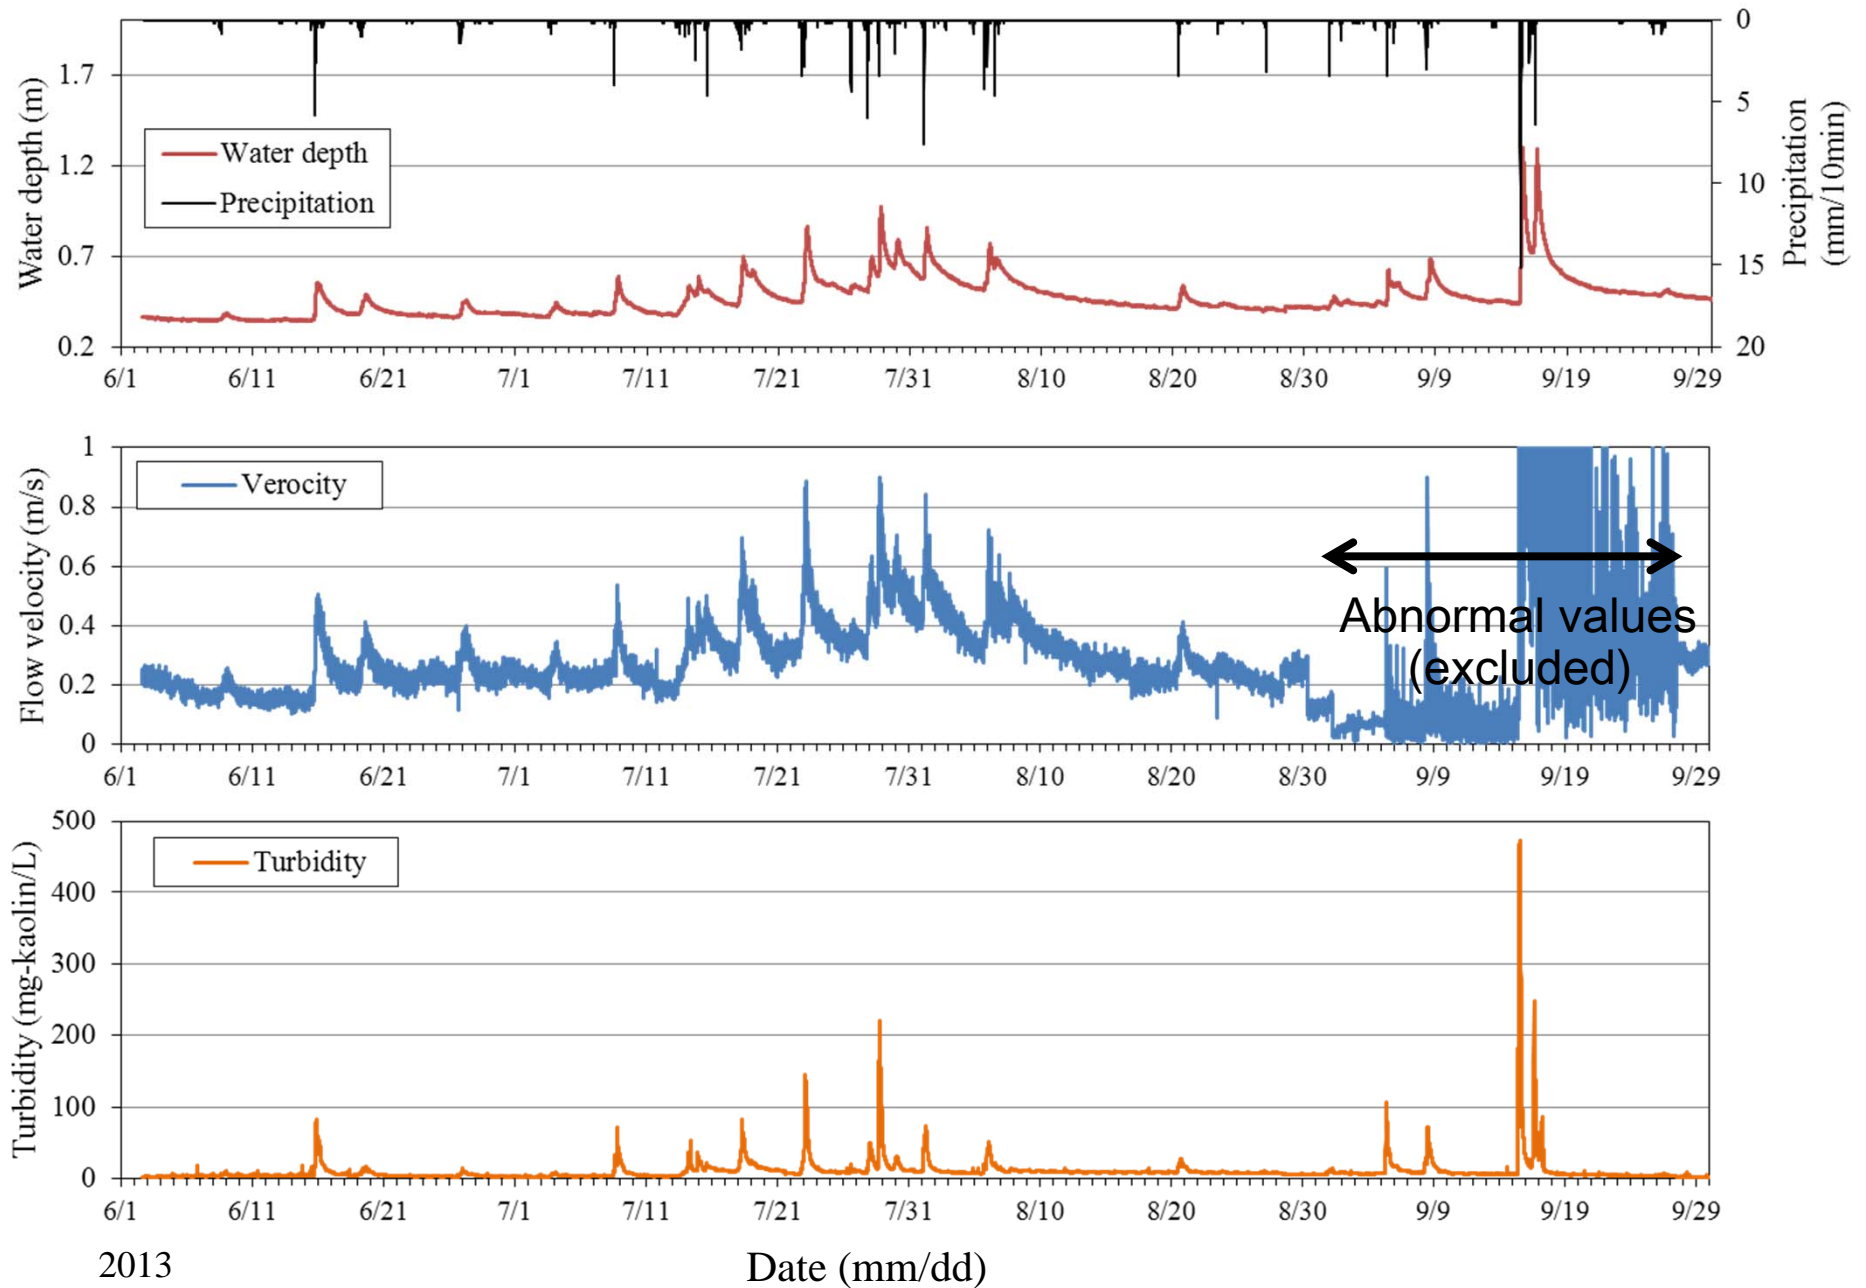 Water depth (m)
1.7
1.2
0.7
0.2
Water depth
Precipitation
0
5
10
15
20
Precipitation
(mm/10min)
6/1 6/11 6/21 7/1 7/11 7/21 7/31 8/10 8/20 8/30 9/9 9/19 9/29
Flow velocity (m/s)
1
0.8
0.6
0.4
0.2
0
Verocity
Abnormal values
(excluded)
6/1 6/11 6/21 7/1 7/11 7/21 7/31 8/10 8/20 8/30 9/9 9/19 9/29
Turbidity (mg-kaolin/L)
500
400
300
200
100
0
Turbidity
6/1 6/11 6/21 7/1 7/11 7/21 7/31 8/10 8/20 8/30 9/9 9/19 9/29
2013
Date (mm/dd)